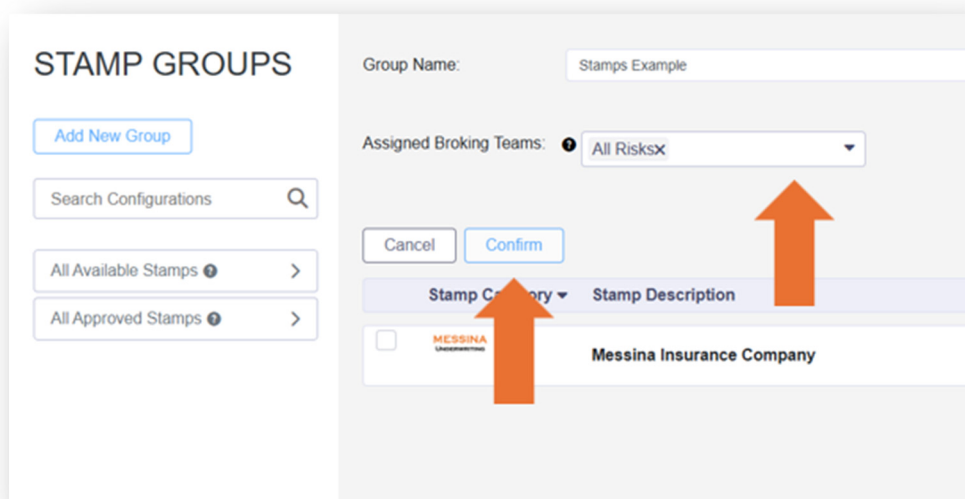 STAMP GROUPS
Add New Group
Search Configurations
All Available Stamps ?
All Approved Stamps ?
Group Name:
Stamps Example
Assigned Broking Teams: ?
All Risks×
Cancel
Confirm
Stamp C ory
Stamp Description
MESSINA
UNDERWRITING
Messina Insurance Company